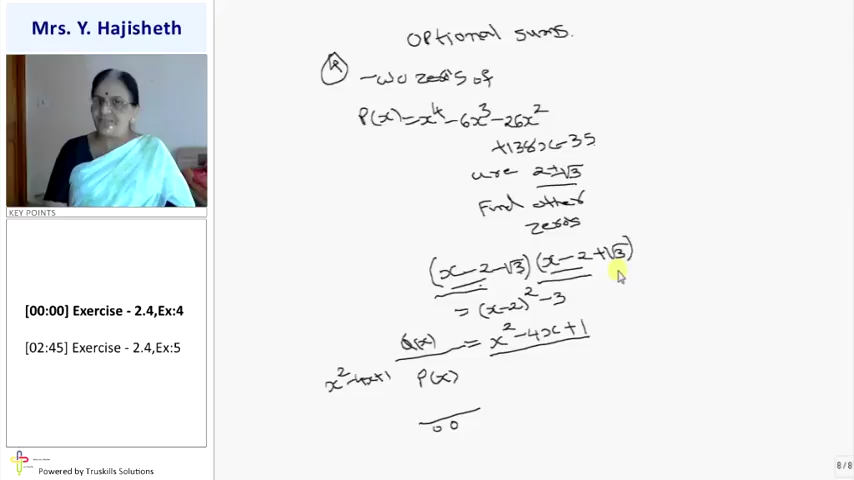 Mrs. Y. Hajisheth
KEY POINTS
[00:00] Exercise - 2.4,Ex:4
[02:45] Exercise - 2.4,Ex:5
Powered by Truskills Solutions
optional sums.
zeros of
P(x)=x⁴-6x³-26x²
+138x-35
are 2±√3
Find other
zeros
(x-2-√3)(x-2+√3)
= (x-2)²-3
Q(x) = x²-4x+1
x²-4x+1 P(x)
00
8/8